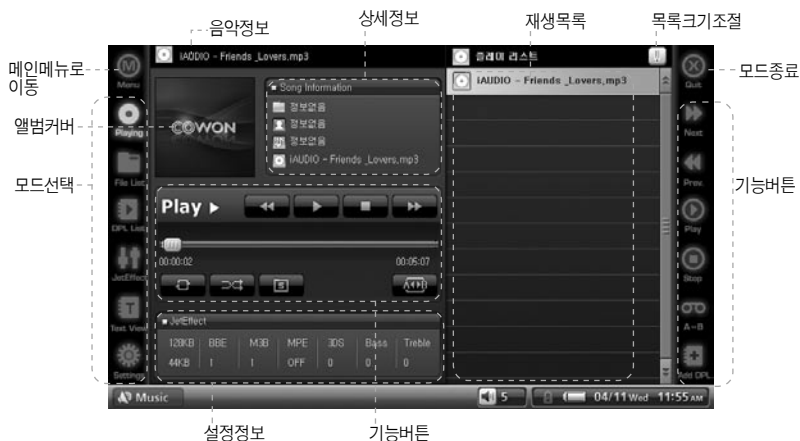 음악정보
상세정보
재생목록
목록크기조절
메인메뉴로
이동
앨범커버
모드선택
모드종료
기능버튼
설정정보
기능버튼
iAUDIO - Friends _Lovers.mp3
플레이 리스트
Menu
Playing
File List
DPL List
JetEffect
Text. View
Settings
COWON
Song Information
정보없음
정보없음
정보없음
iAUDIO - Friends _Lovers.mp3
iAUDIO - Friends _Lovers.mp3
Play
00:00:02
00:05:07
A B
JetEffect
128KB BBE M3B MPE 3DS Bass Treble
44KB 1 1 OFF 0 0 0
Quit
Next
Prev.
Play
Stop
A-B
Add DPL
Music
5
04/11 Wed 11:55 AM